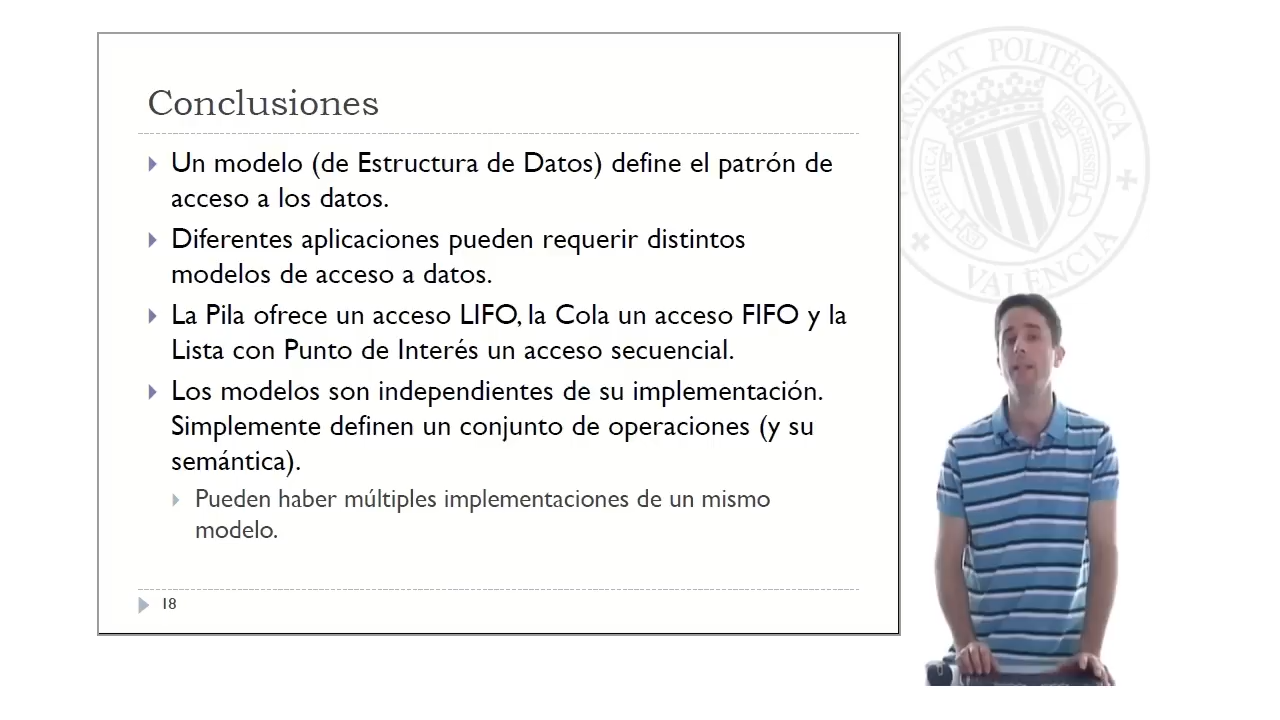 Conclusiones
Un modelo (de Estructura de Datos) define el patrón de
acceso a los datos.
Diferentes aplicaciones pueden requerir distintos
modelos de acceso a datos.
La Pila ofrece un acceso LIFO, la Cola un acceso FIFO y la
Lista con Punto de Interés un acceso secuencial.
Los modelos son independientes de su implementación.
Simplemente definen un conjunto de operaciones (y su
semántica).
Pueden haber múltiples implementaciones de un mismo
modelo.
18
POLITÈCNICA
VALÈNCIA